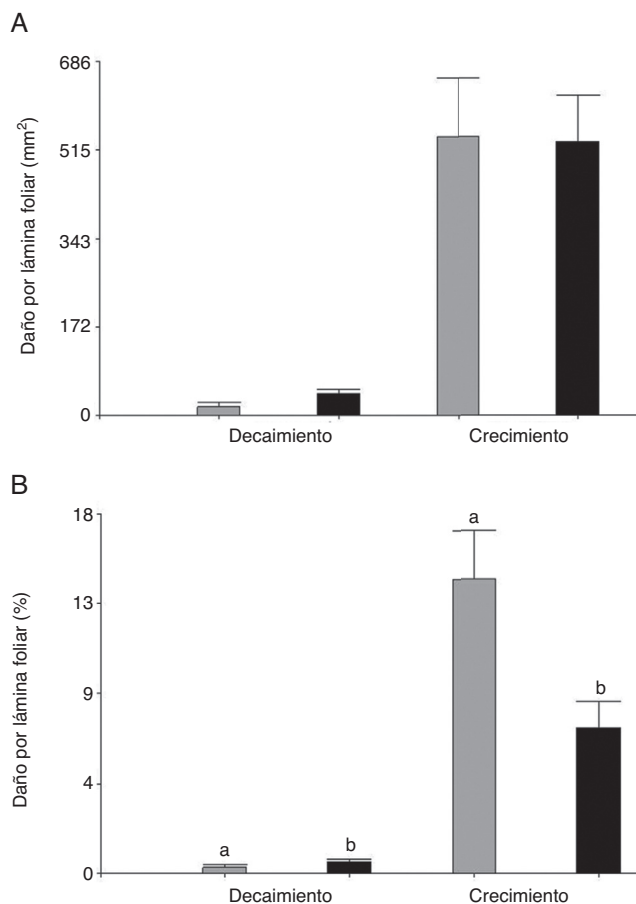 A
Daño por lámina foliar (mm²)
686
515
343
172
0
Decaimiento Crecimiento
B
Daño por lámina foliar (%)
18
13
9
4
0
a
b
a
b
Decaimiento Crecimiento